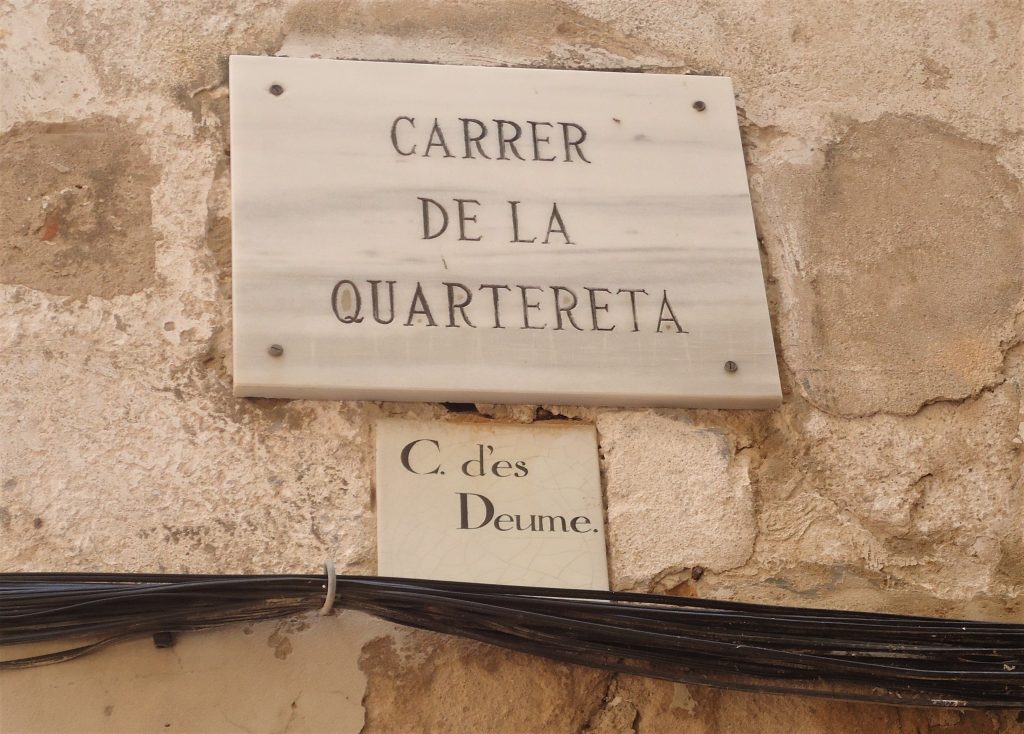 CARRER
DE LA
QUARTERETA
C. d'es
Deume.